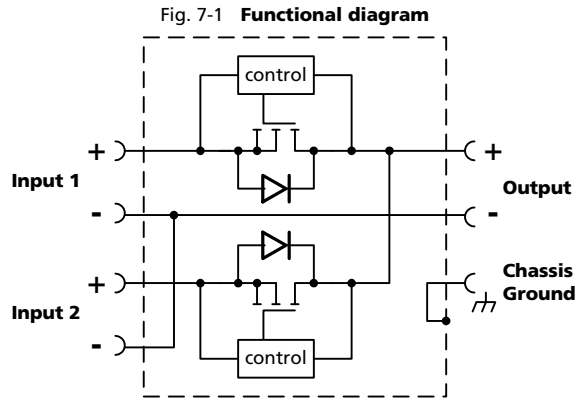 Fig. 7-1 Functional diagram
control
+ +
Input 1 Output
- -
+ Chassis
Ground
Input 2
-
control